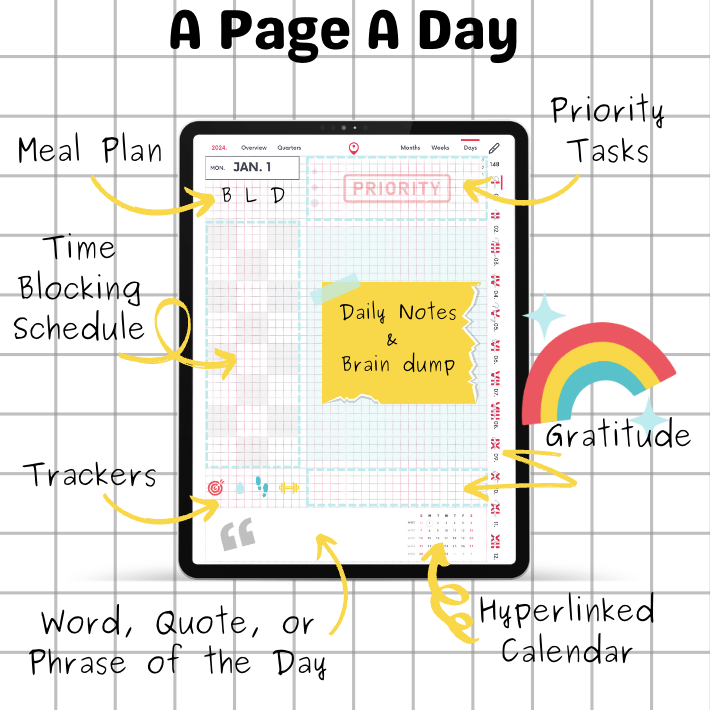 A Page A Day
Priority
Tasks
Meal Plan
2024. Overview Quarters Months Weeks Days
MON. JAN. 1
B L D
PRIORITY
Time
Blocking
Schedule
Daily Notes
&
Brain dump
Gratitude
Trackers
“
Word, Quote, or
Phrase of the Day
Hyperlinked
Calendar